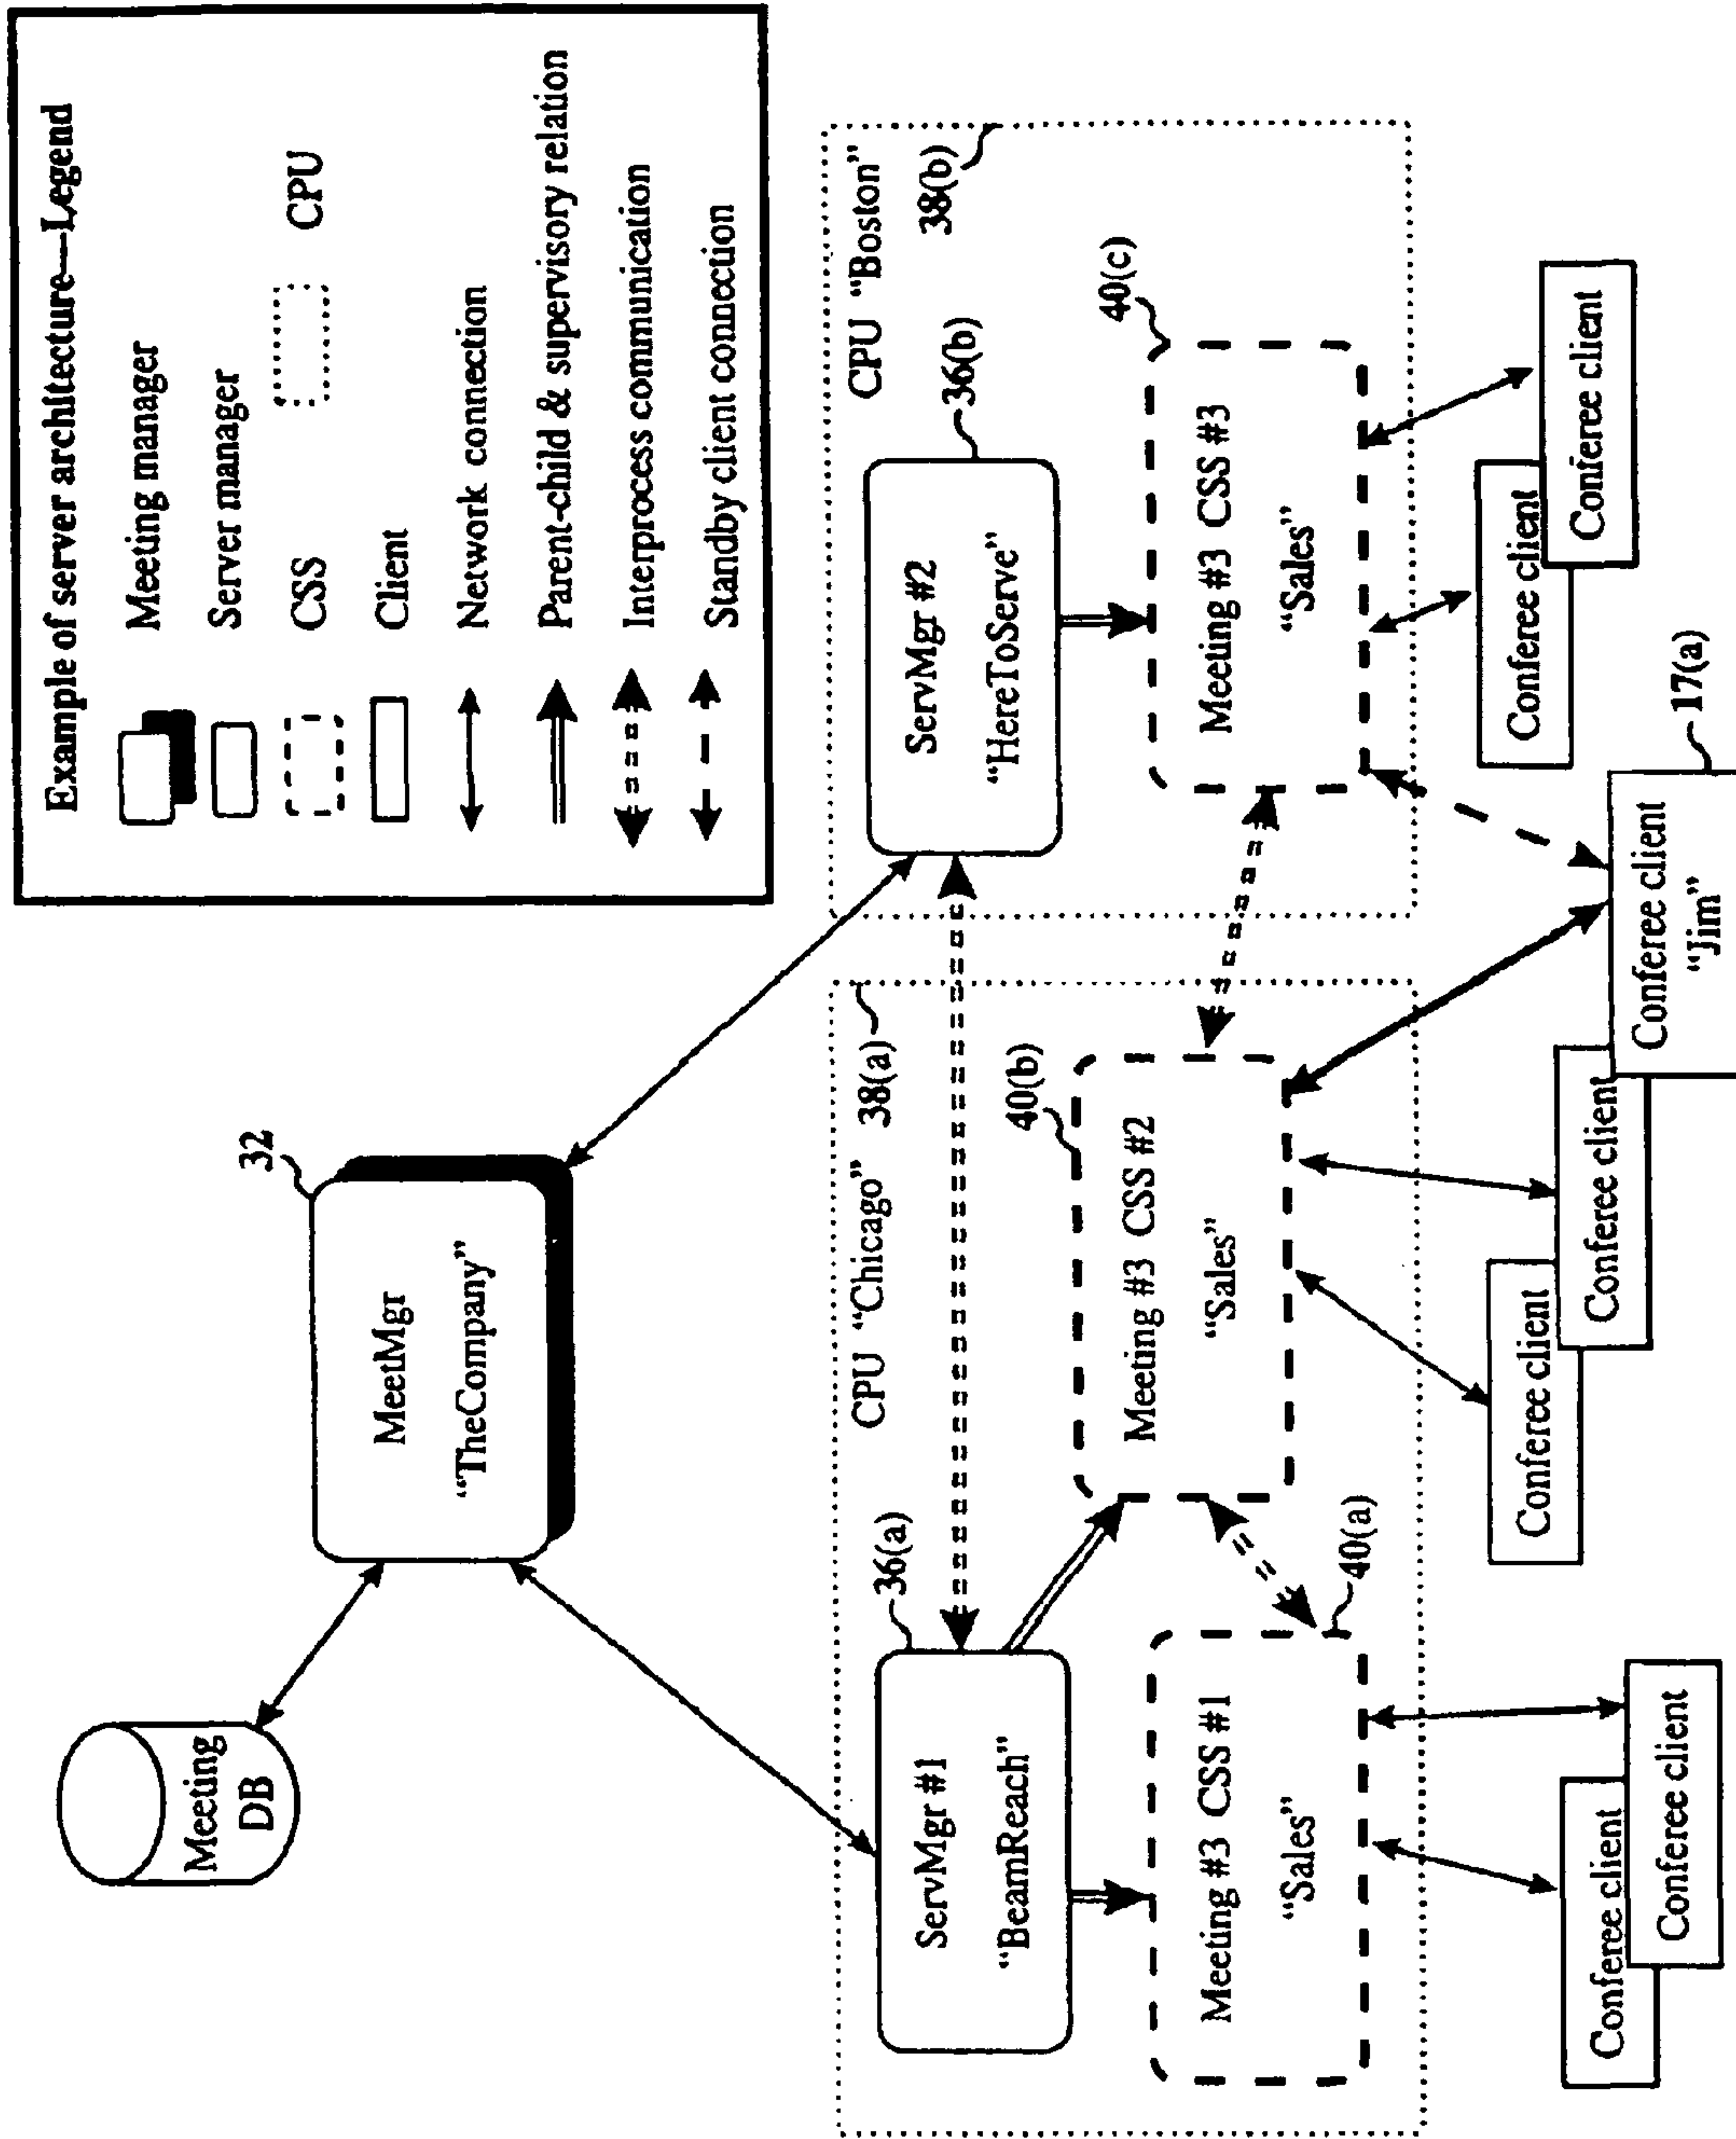 Example of server architecture—Legend
Meeting manager
Server manager
CSS
CPU
Client
Network connection
Parent-child & supervisory relation
Interprocess communication
Standby client connection
Meeting
DB
32
MeetMgr
“TheCompany”
CPU “Chicago”
38(a)
36(a)
ServMgr #1
“BeamReach”
40(b)
Meeting #3 CSS #2
“Sales”
Meeting #3 CSS #1
“Sales”
40(a)
CPU “Boston”
38(b)
36(b)
ServMgr #2
“HereToServe”
40(c)
Meeting #3 CSS #3
“Sales”
Conferee client
Conferee client
Conferee client
Conferee client
Conferee client
“Jim”
17(a)
Conferee client
Conferee client